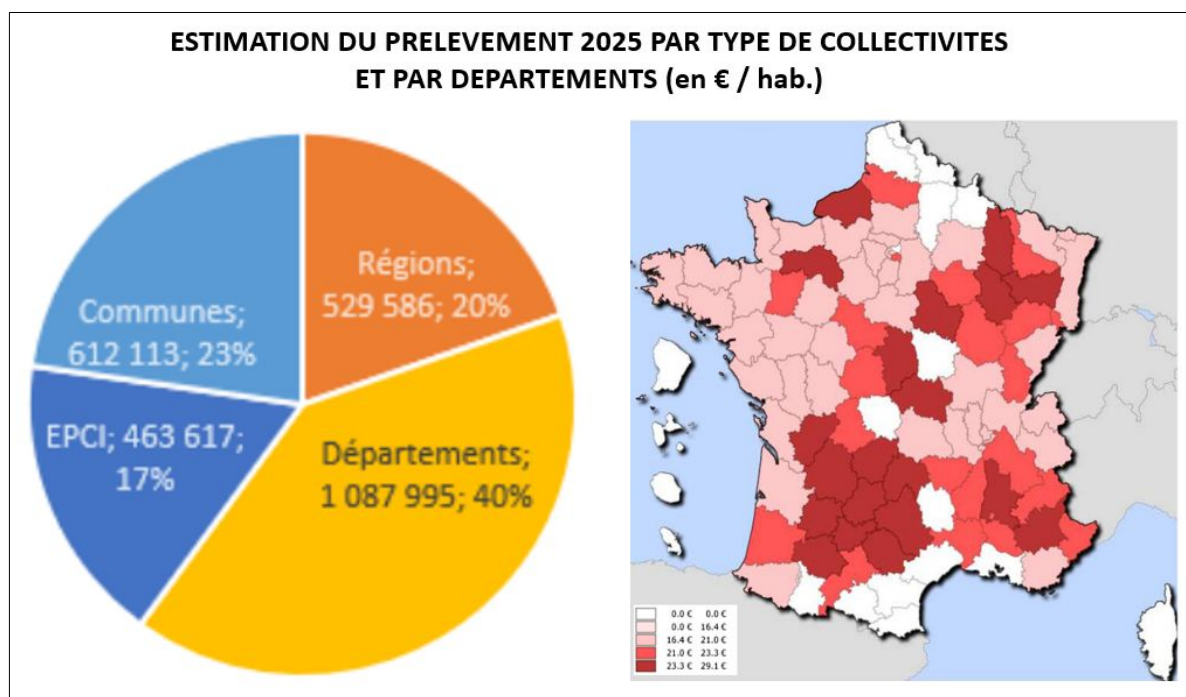 ESTIMATION DU PRELEVEMENT 2025 PAR TYPE DE COLLECTIVITES
ET PAR DEPARTEMENTS (en € / hab.)
Régions;
529 586; 20%
Communes;
612 113; 23%
EPCI; 463 617;
17%
Départements;
1 087 995; 40%
0.0 € 0.0 €
0.0 € 16.4 €
16.4 € 21.0 €
21.0 € 23.3 €
23.3 € 29.1 €